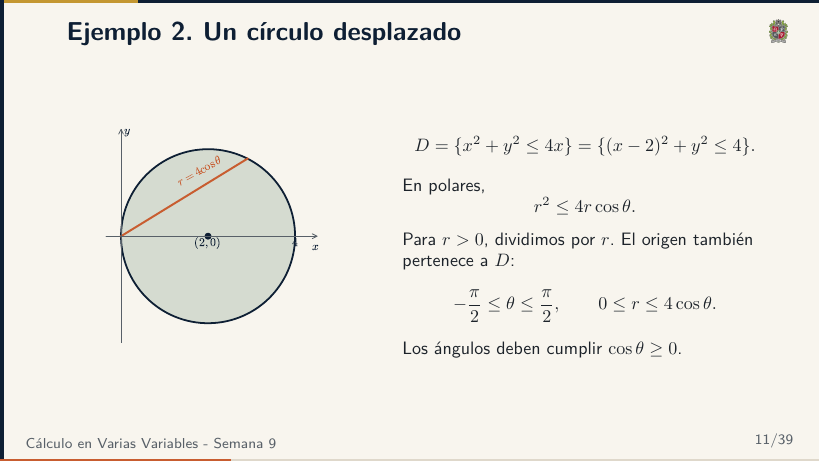 Ejemplo 2. Un círculo desplazado
y
r = 4cosθ
(2,0)
4
x
D = {x² + y² ≤ 4x} = {(x − 2)² + y² ≤ 4}.
En polares,
r² ≤ 4r cos θ.
Para r > 0, dividimos por r. El origen también
pertenece a D:
−π/2 ≤ θ ≤ π/2,  0 ≤ r ≤ 4 cos θ.
Los ángulos deben cumplir cos θ ≥ 0.
Cálculo en Varias Variables - Semana 9
11/39